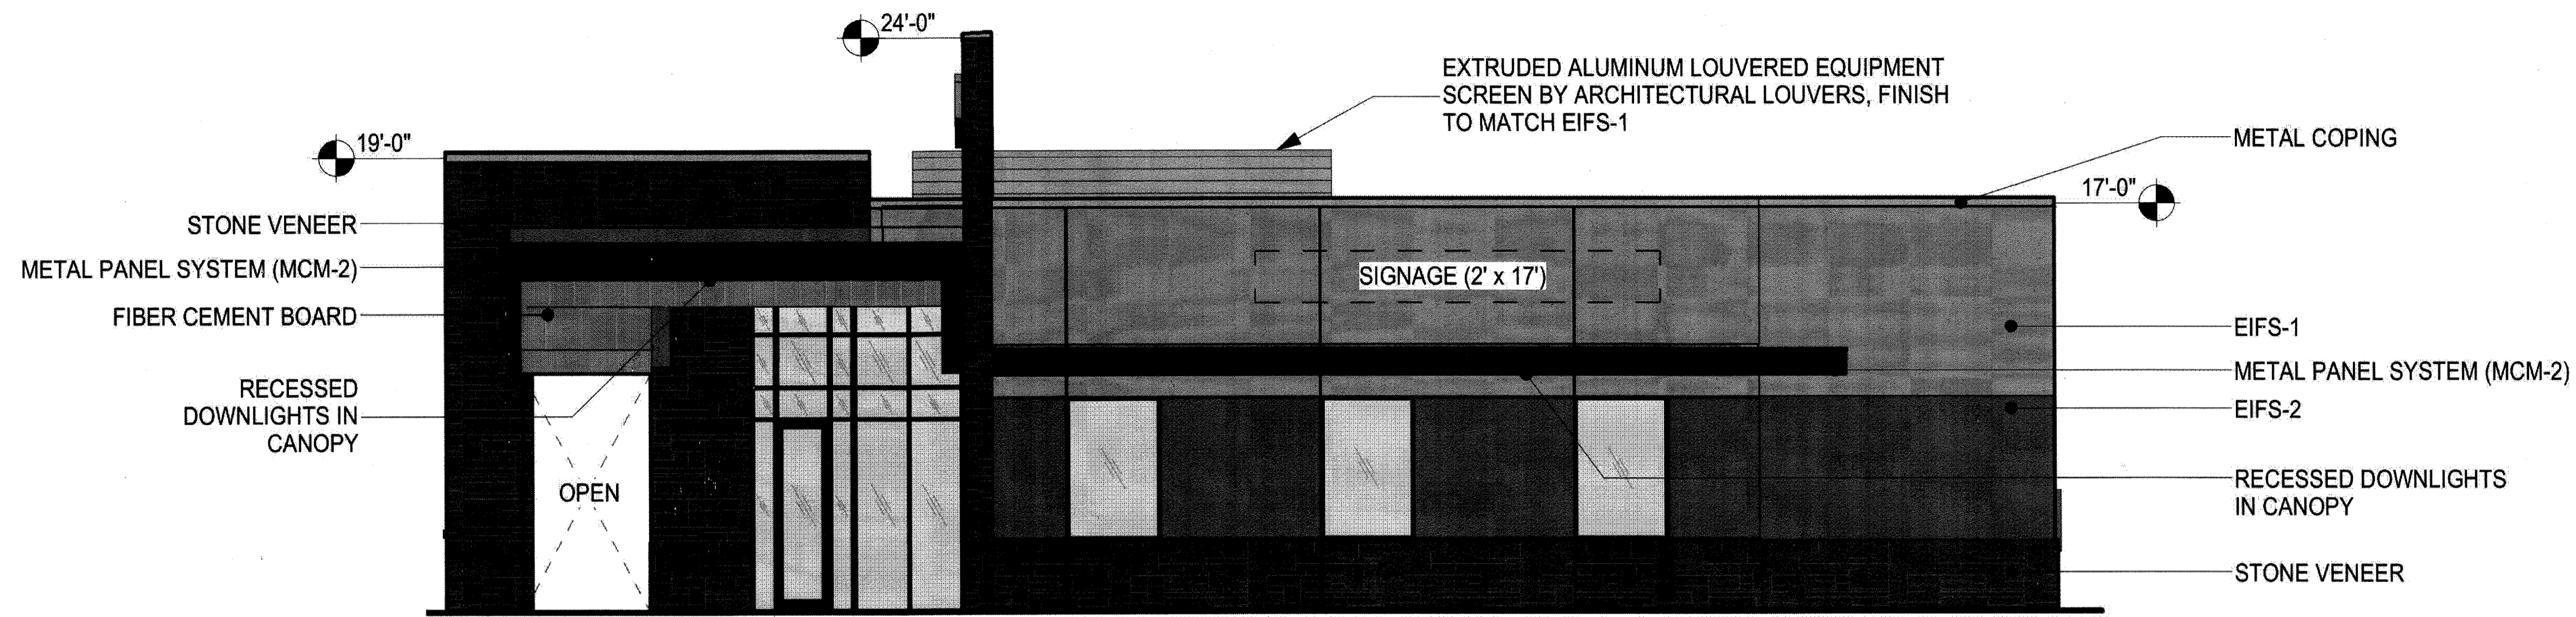 24'-0"
EXTRUDED ALUMINUM LOUVERED EQUIPMENT
SCREEN BY ARCHITECTURAL LOUVERS, FINISH
TO MATCH EIFS-1
19'-0"
METAL COPING
17'-0"
STONE VENEER
METAL PANEL SYSTEM (MCM-2)
FIBER CEMENT BOARD
RECESSED
DOWNLIGHTS IN
CANOPY
OPEN
SIGNAGE (2' x 17')
EIFS-1
METAL PANEL SYSTEM (MCM-2)
EIFS-2
RECESSED DOWNLIGHTS
IN CANOPY
STONE VENEER